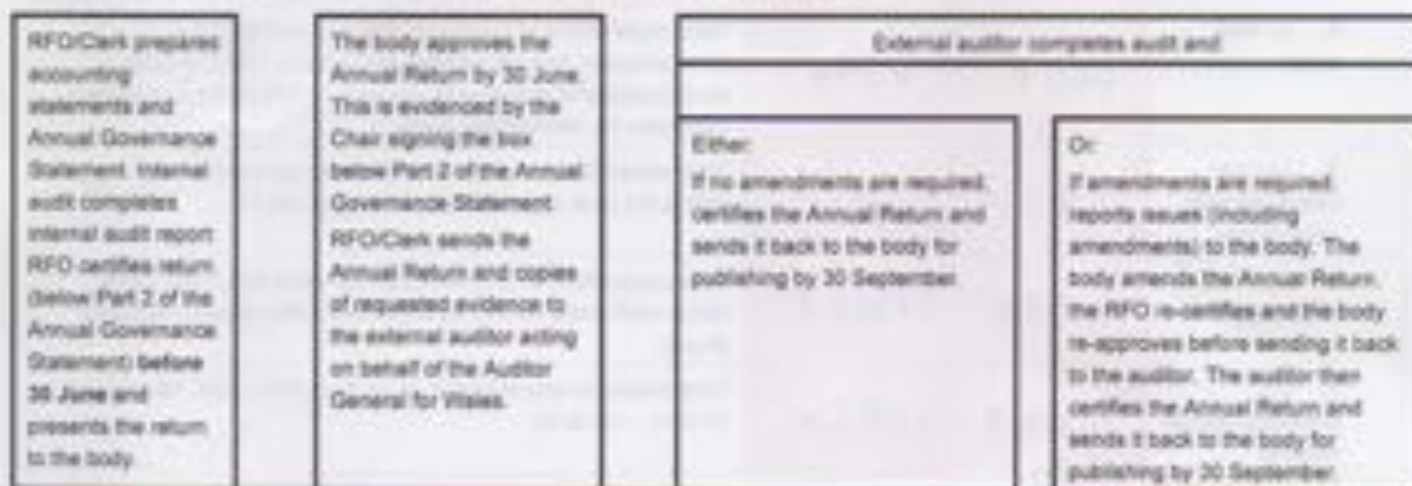 RFO/Clerk prepares
accounting
statements and
Annual Governance
Statement. Internal
audit completes
internal audit report
RFO certifies return
(below Part 2 of the
Annual Governance
Statement) before
30 June and
presents the return
to the body.
The body approves the
Annual Return by 30 June.
This is evidenced by the
Chair signing the box
below Part 2 of the Annual
Governance Statement.
RFO/Clerk sends the
Annual Return and copies
of requested evidence to
the external auditor acting
on behalf of the Auditor
General for Wales.
External auditor completes audit and:
Either:
If no amendments are required,
certifies the Annual Return and
sends it back to the body for
publishing by 30 September.
Or:
If amendments are required,
reports issues (including
amendments) to the body. The
body amends the Annual Return,
the RFO re-certifies and the body
re-approves before sending it back
to the auditor. The auditor then
certifies the Annual Return and
sends it back to the body for
publishing by 30 September.